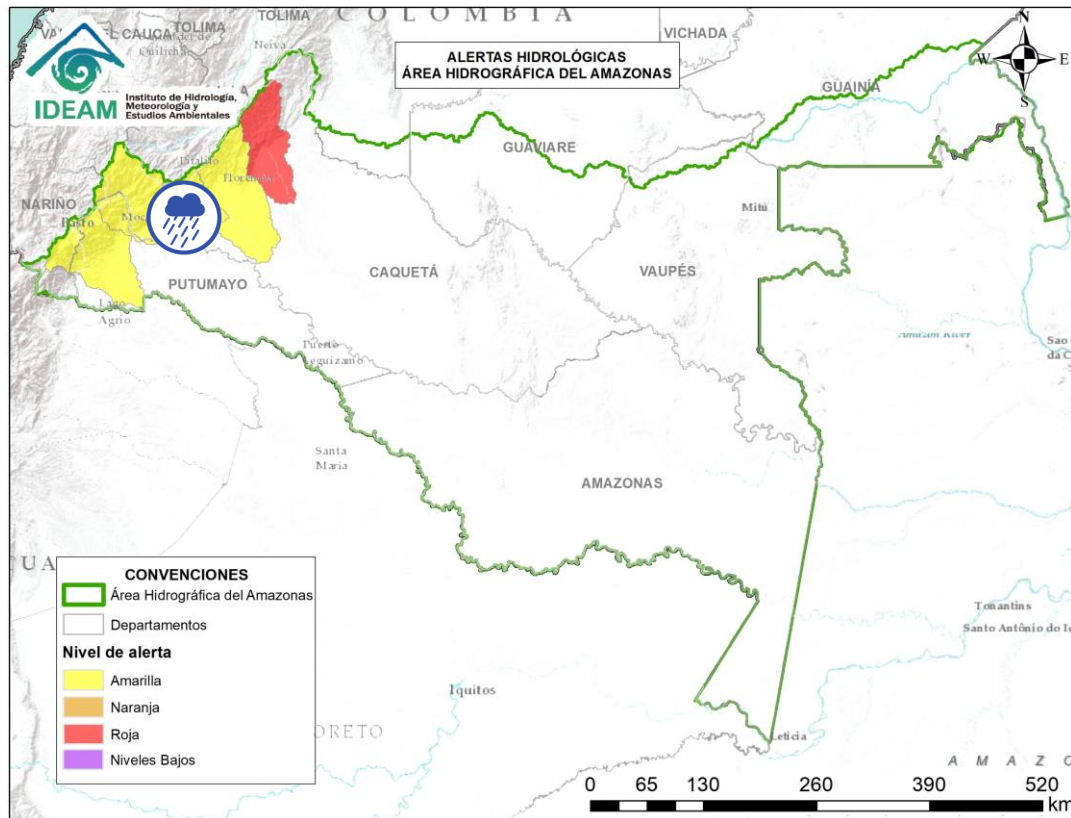 COLOMBIA
TOLIMA
TOLIMA
CAUCA
Neiva
VICHADA
ALERTAS HIDROLÓGICAS
ÁREA HIDROGRÁFICA DEL AMAZONAS
N
W
E
S
IDEAM
Instituto de Hidrología,
Meteorología y
Estudios Ambientales
GUAINÍA
GUAVIARE
Pitalito
Florencia
NARIÑO
Pasto
Mitú
CAQUETÁ
VAUPÉS
PUTUMAYO
Lago
Agrio
Amazon River
Puerto
Leguizamo
Santa
Maria
AMAZONAS
CONVENCIONES
Área Hidrográfica del Amazonas
Departamentos
Nivel de alerta
Amarilla
Naranja
Roja
Niveles Bajos
Tonantins
Santo Antônio do
Iquitos
Leticia
0 65 130 260 390 520
km